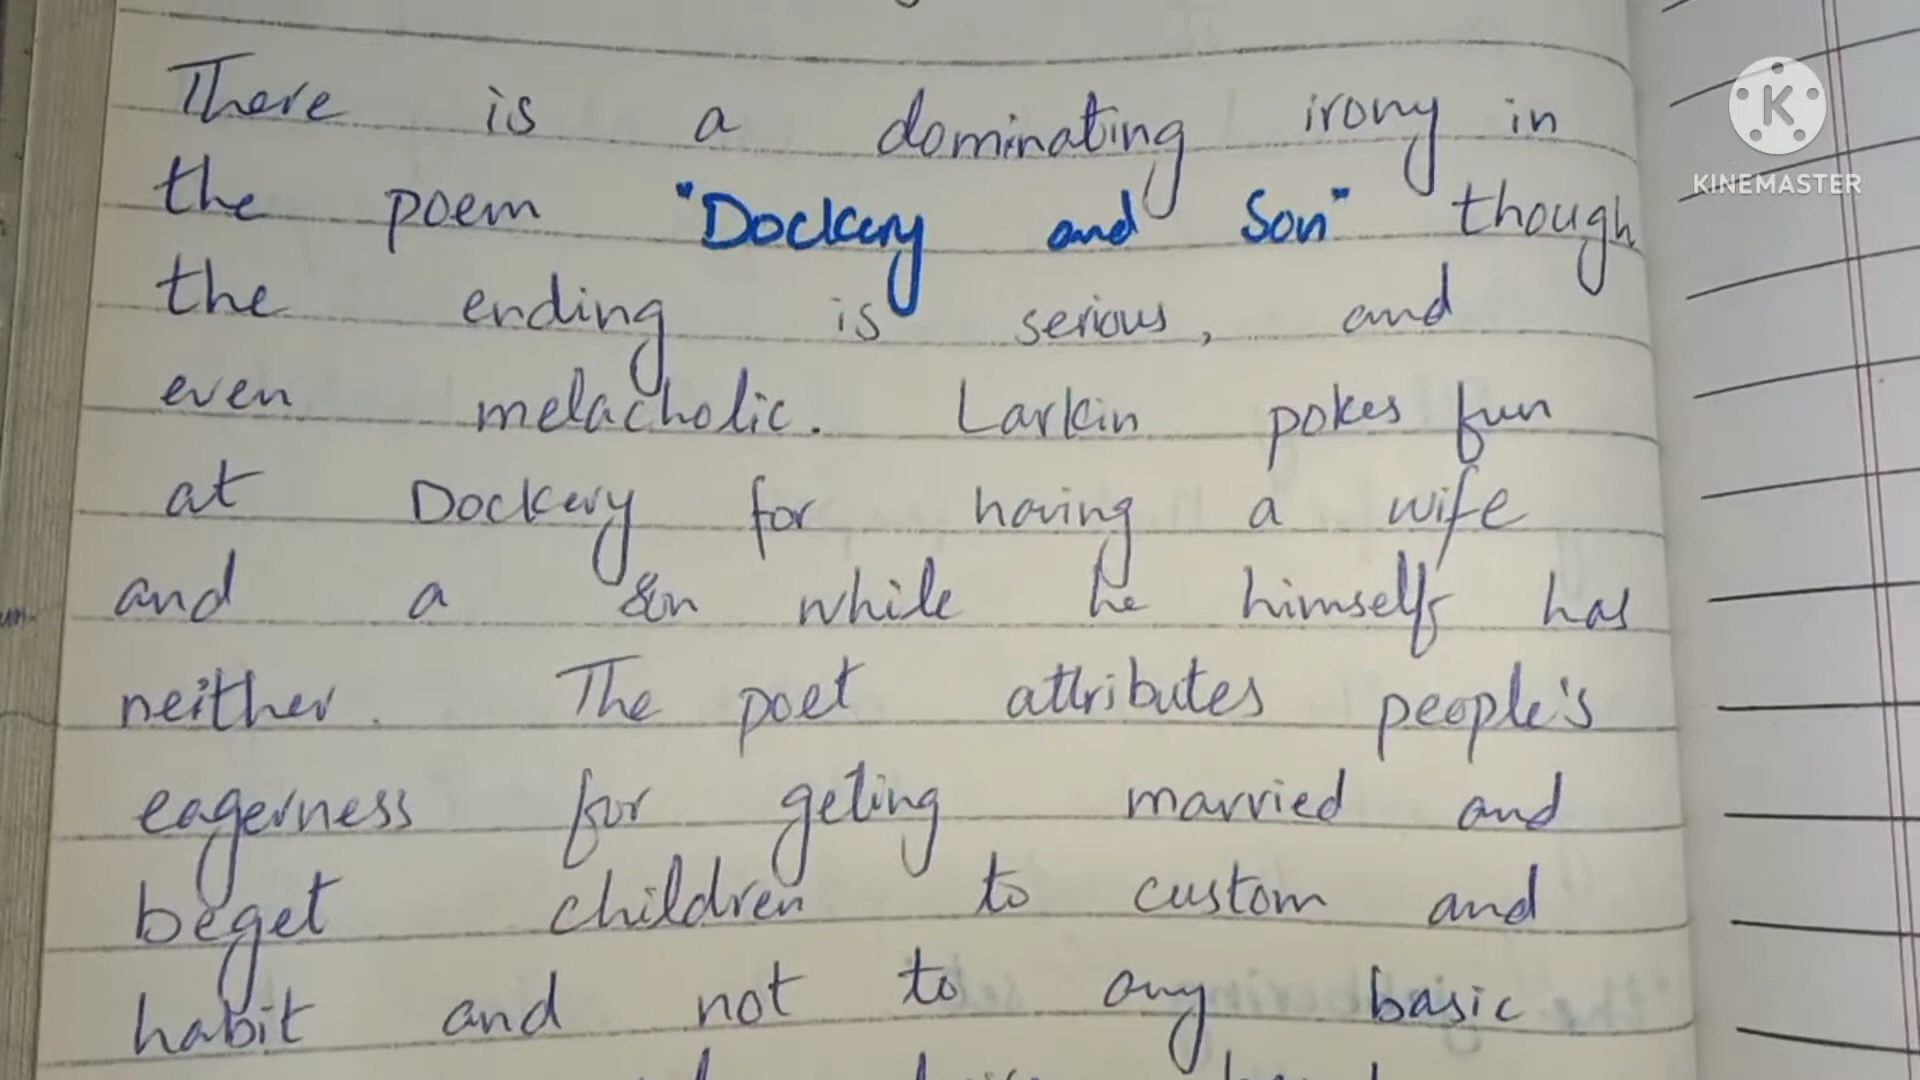 There is a dominating irony in
the poem "Dockery and Son" though
the ending is serious, and
even melacholic. Larkin pokes fun
at Dockery for having a wife
and a son while he himself has
neither. The poet attributes people's
eagerness for geting married and
beget children to custom and
habit and not to any basic
K
KINEMASTER